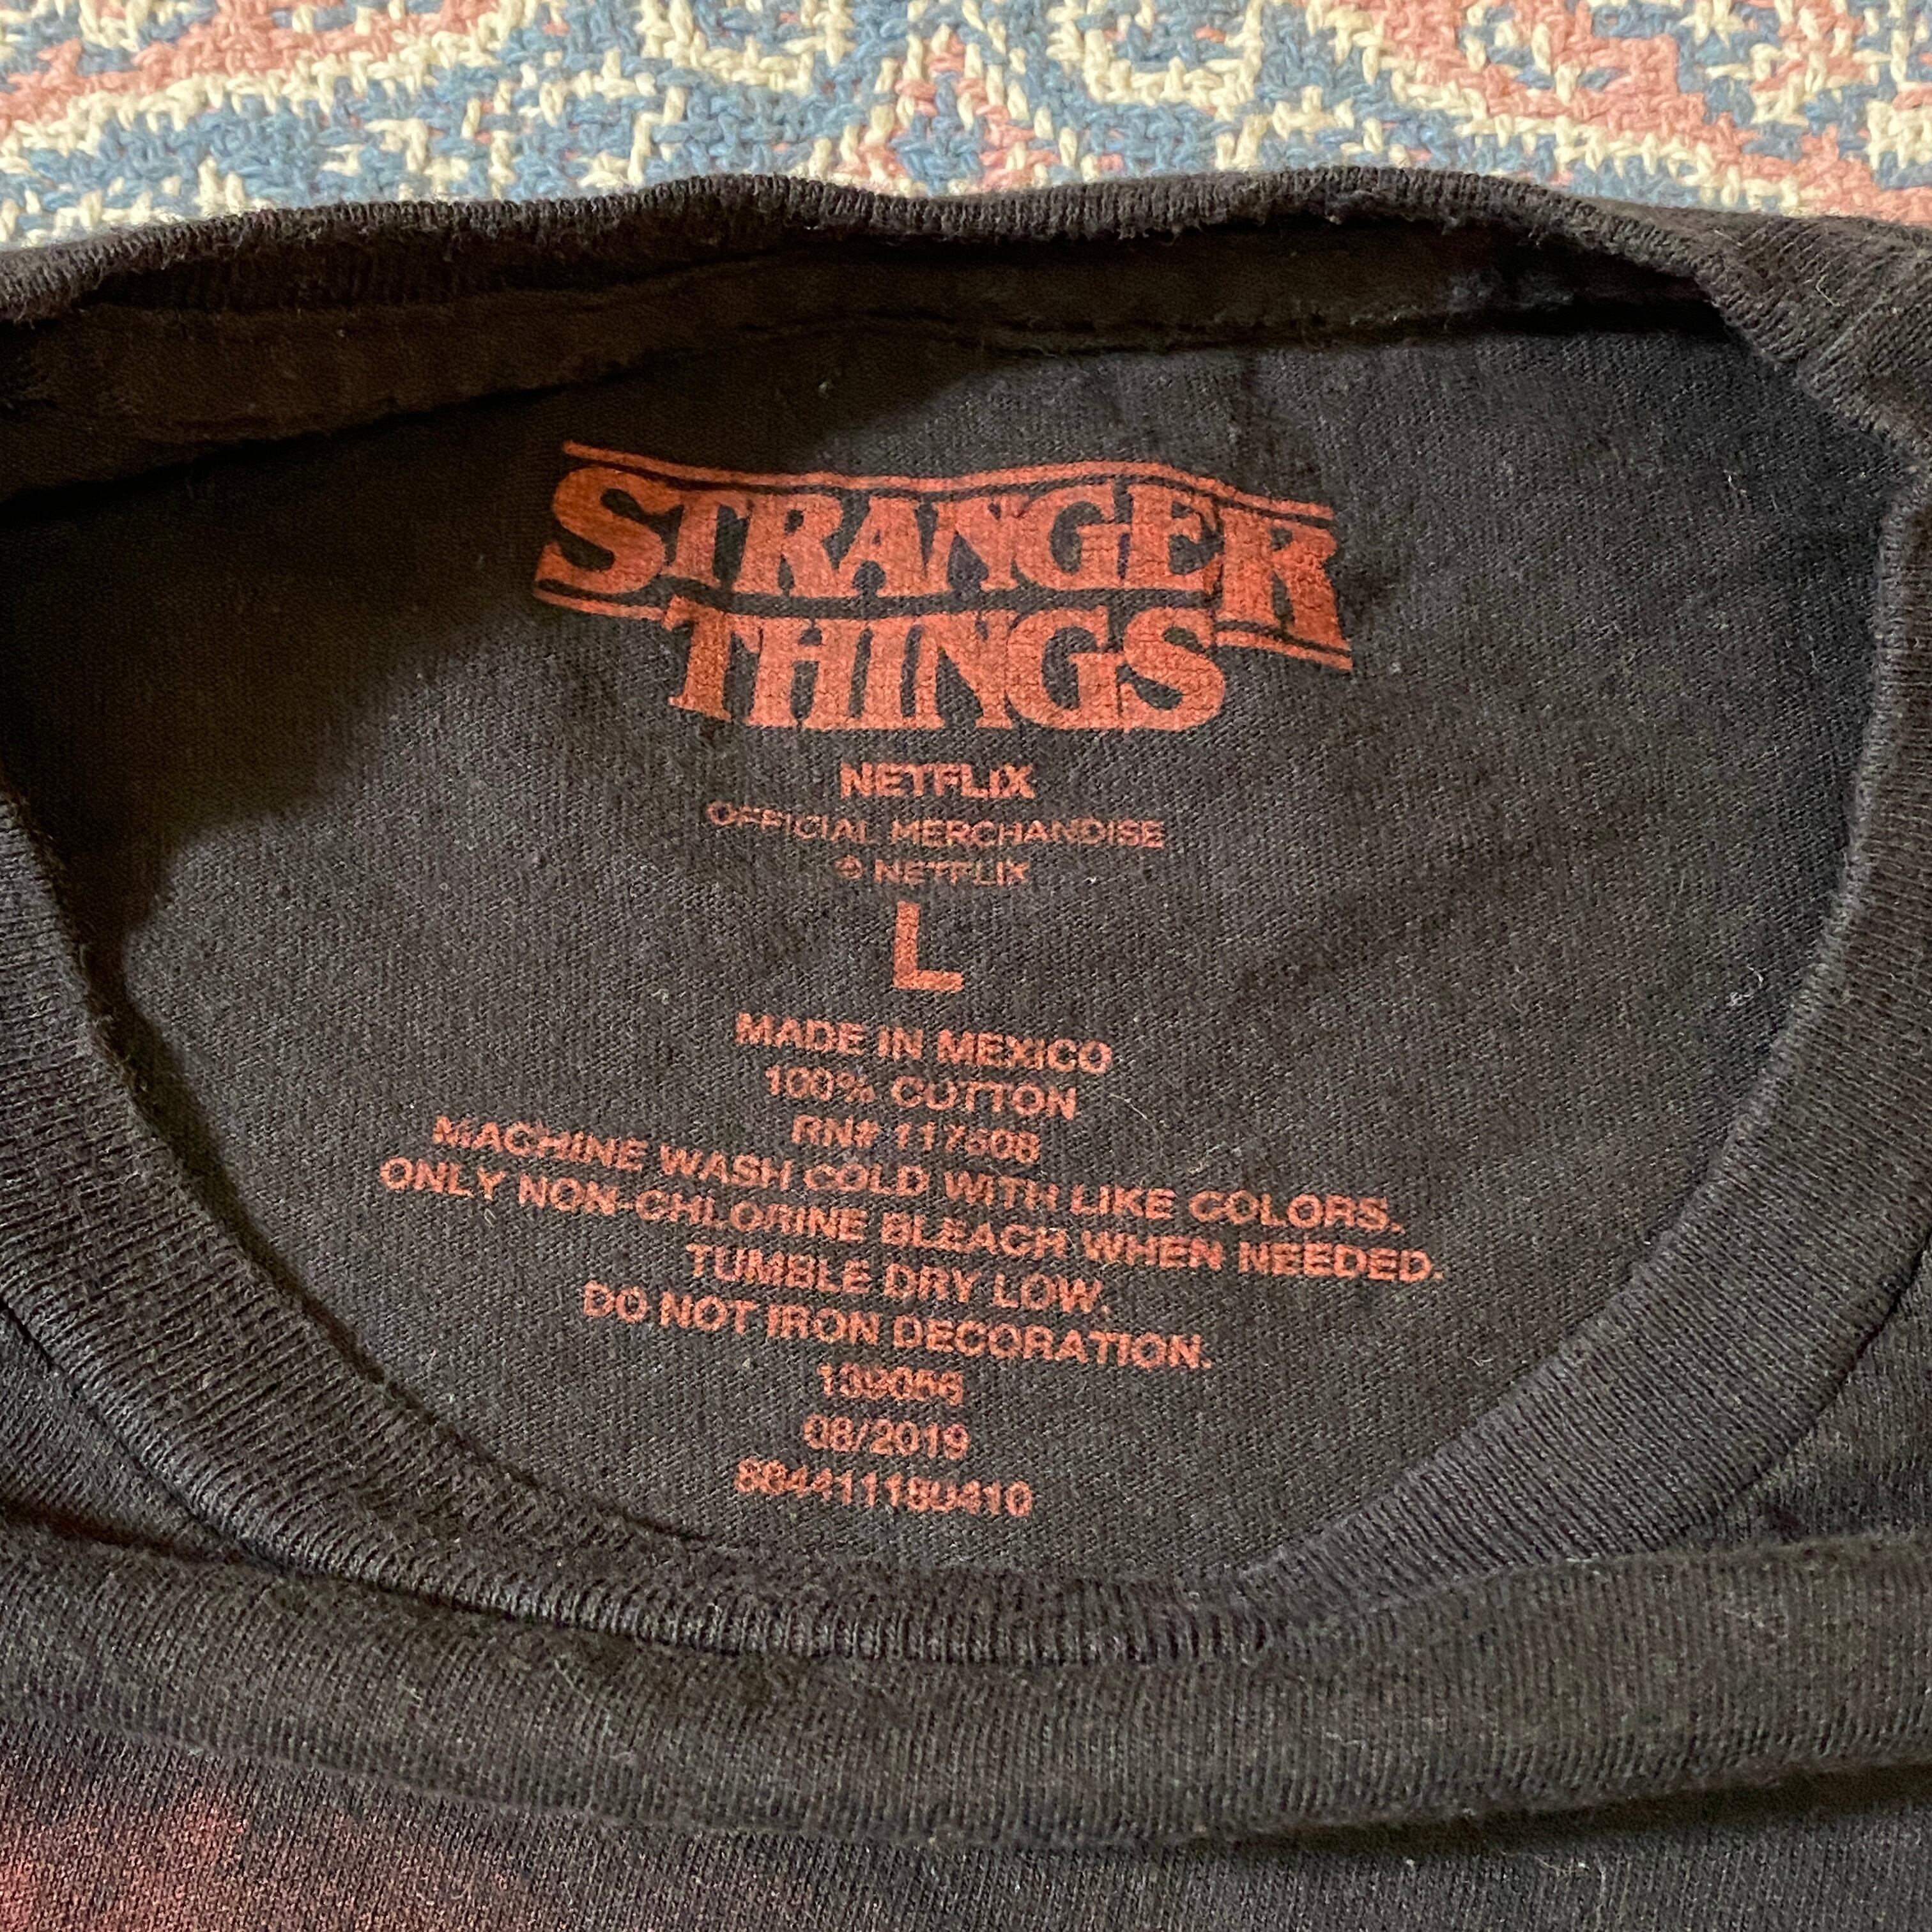 STRANGER
THINGS
NETFLIX
OFFICIAL MERCHANDISE
© NETFLIX
L
MADE IN MEXICO
100% COTTON
RN#
MACHINE WASH COLD WITH LIKE COLORS.
ONLY NON-CHLORINE BLEACH WHEN NEEDED.
TUMBLE DRY LOW.
DO NOT IRON DECORATION.
08/2019